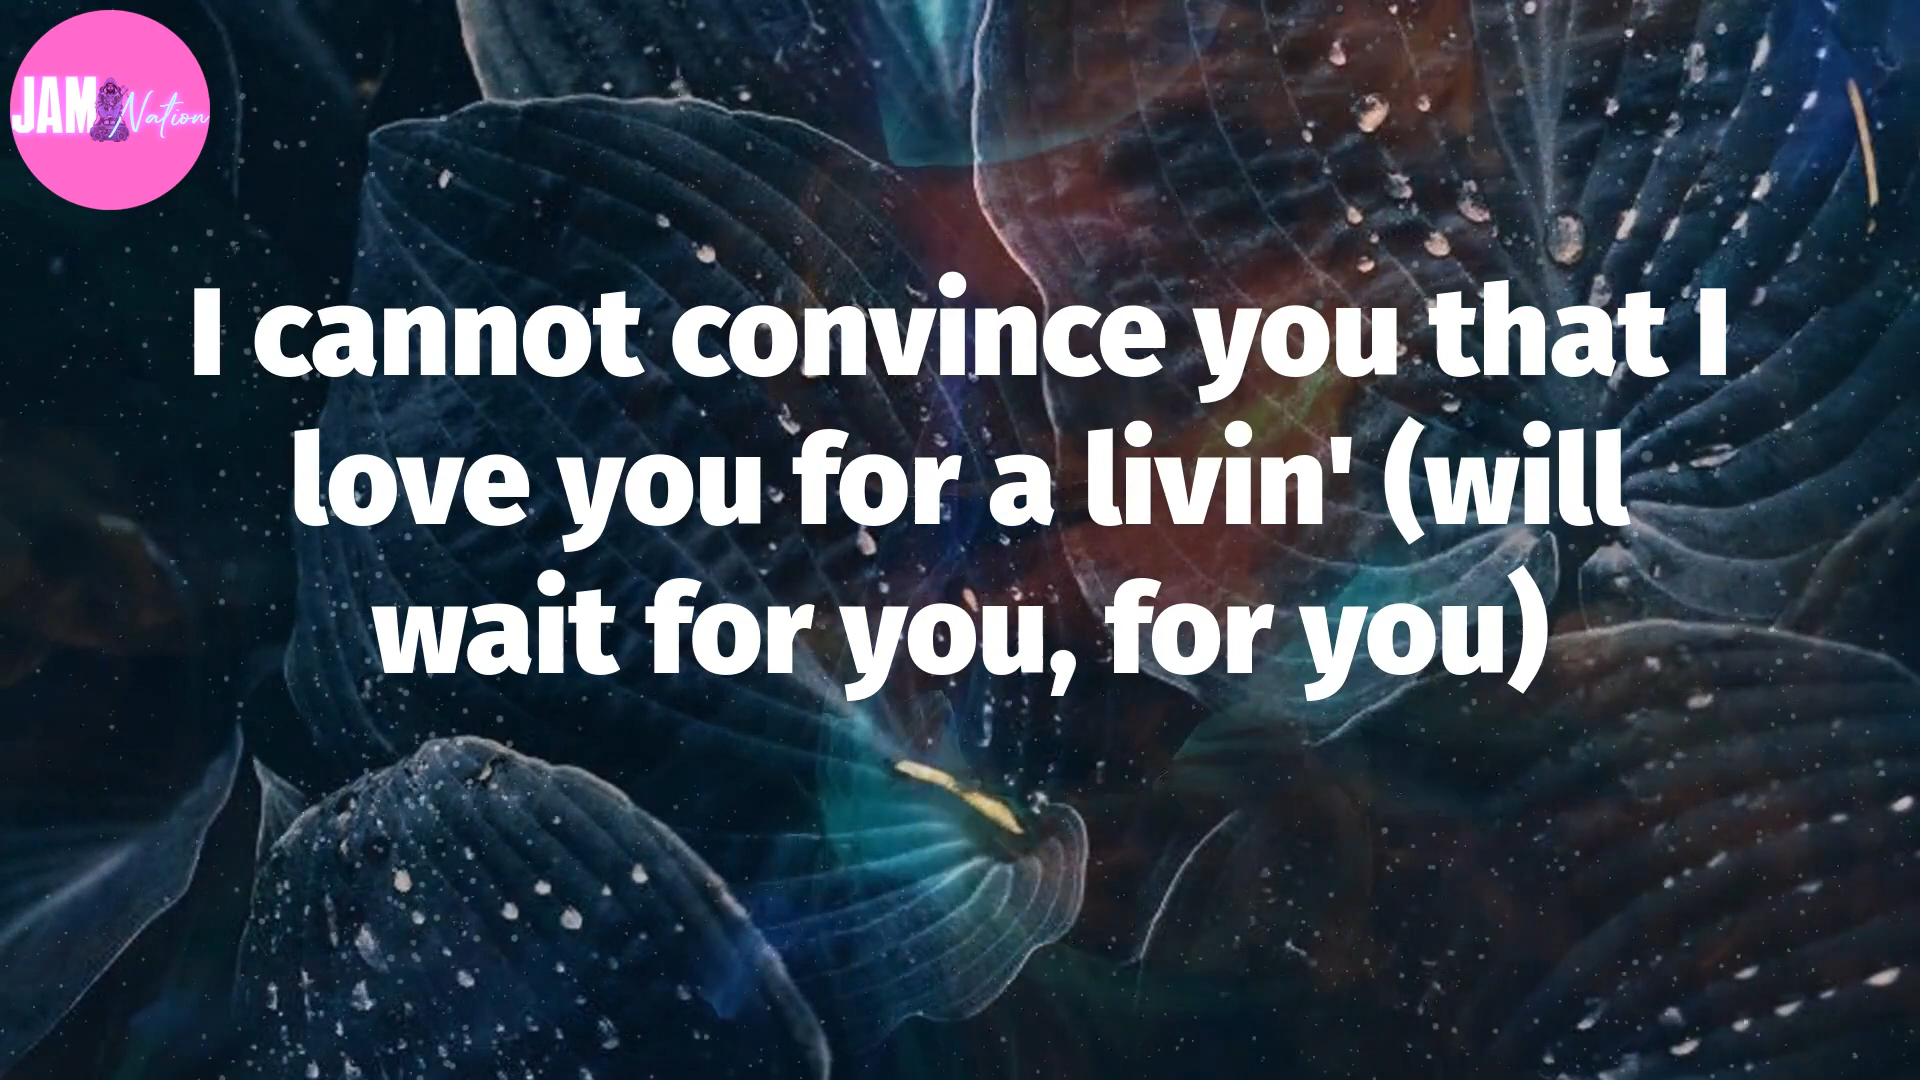 JAM Nation
I cannot convince you that I
love you for a livin' (will
wait for you, for you)